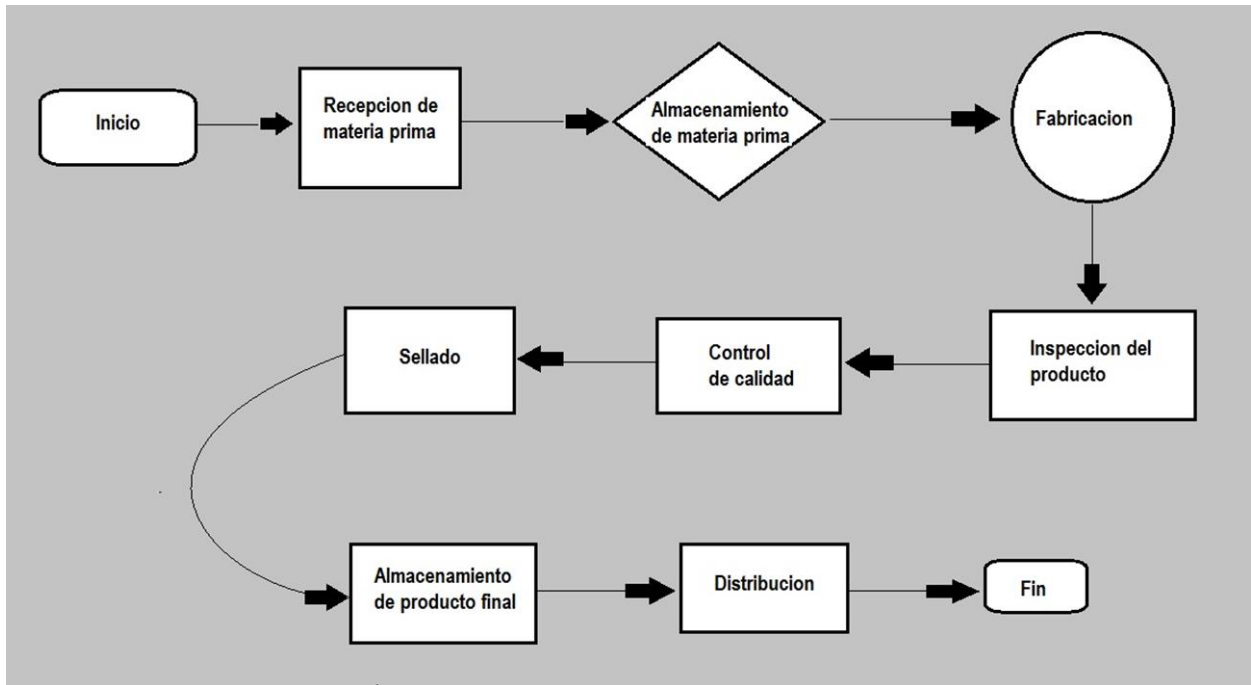 Inicio
Recepcion de
materia prima
Almacenamiento
de materia prima
Fabricacion
Inspeccion del
producto
Control
de calidad
Sellado
Almacenamiento
de producto final
Distribucion
Fin